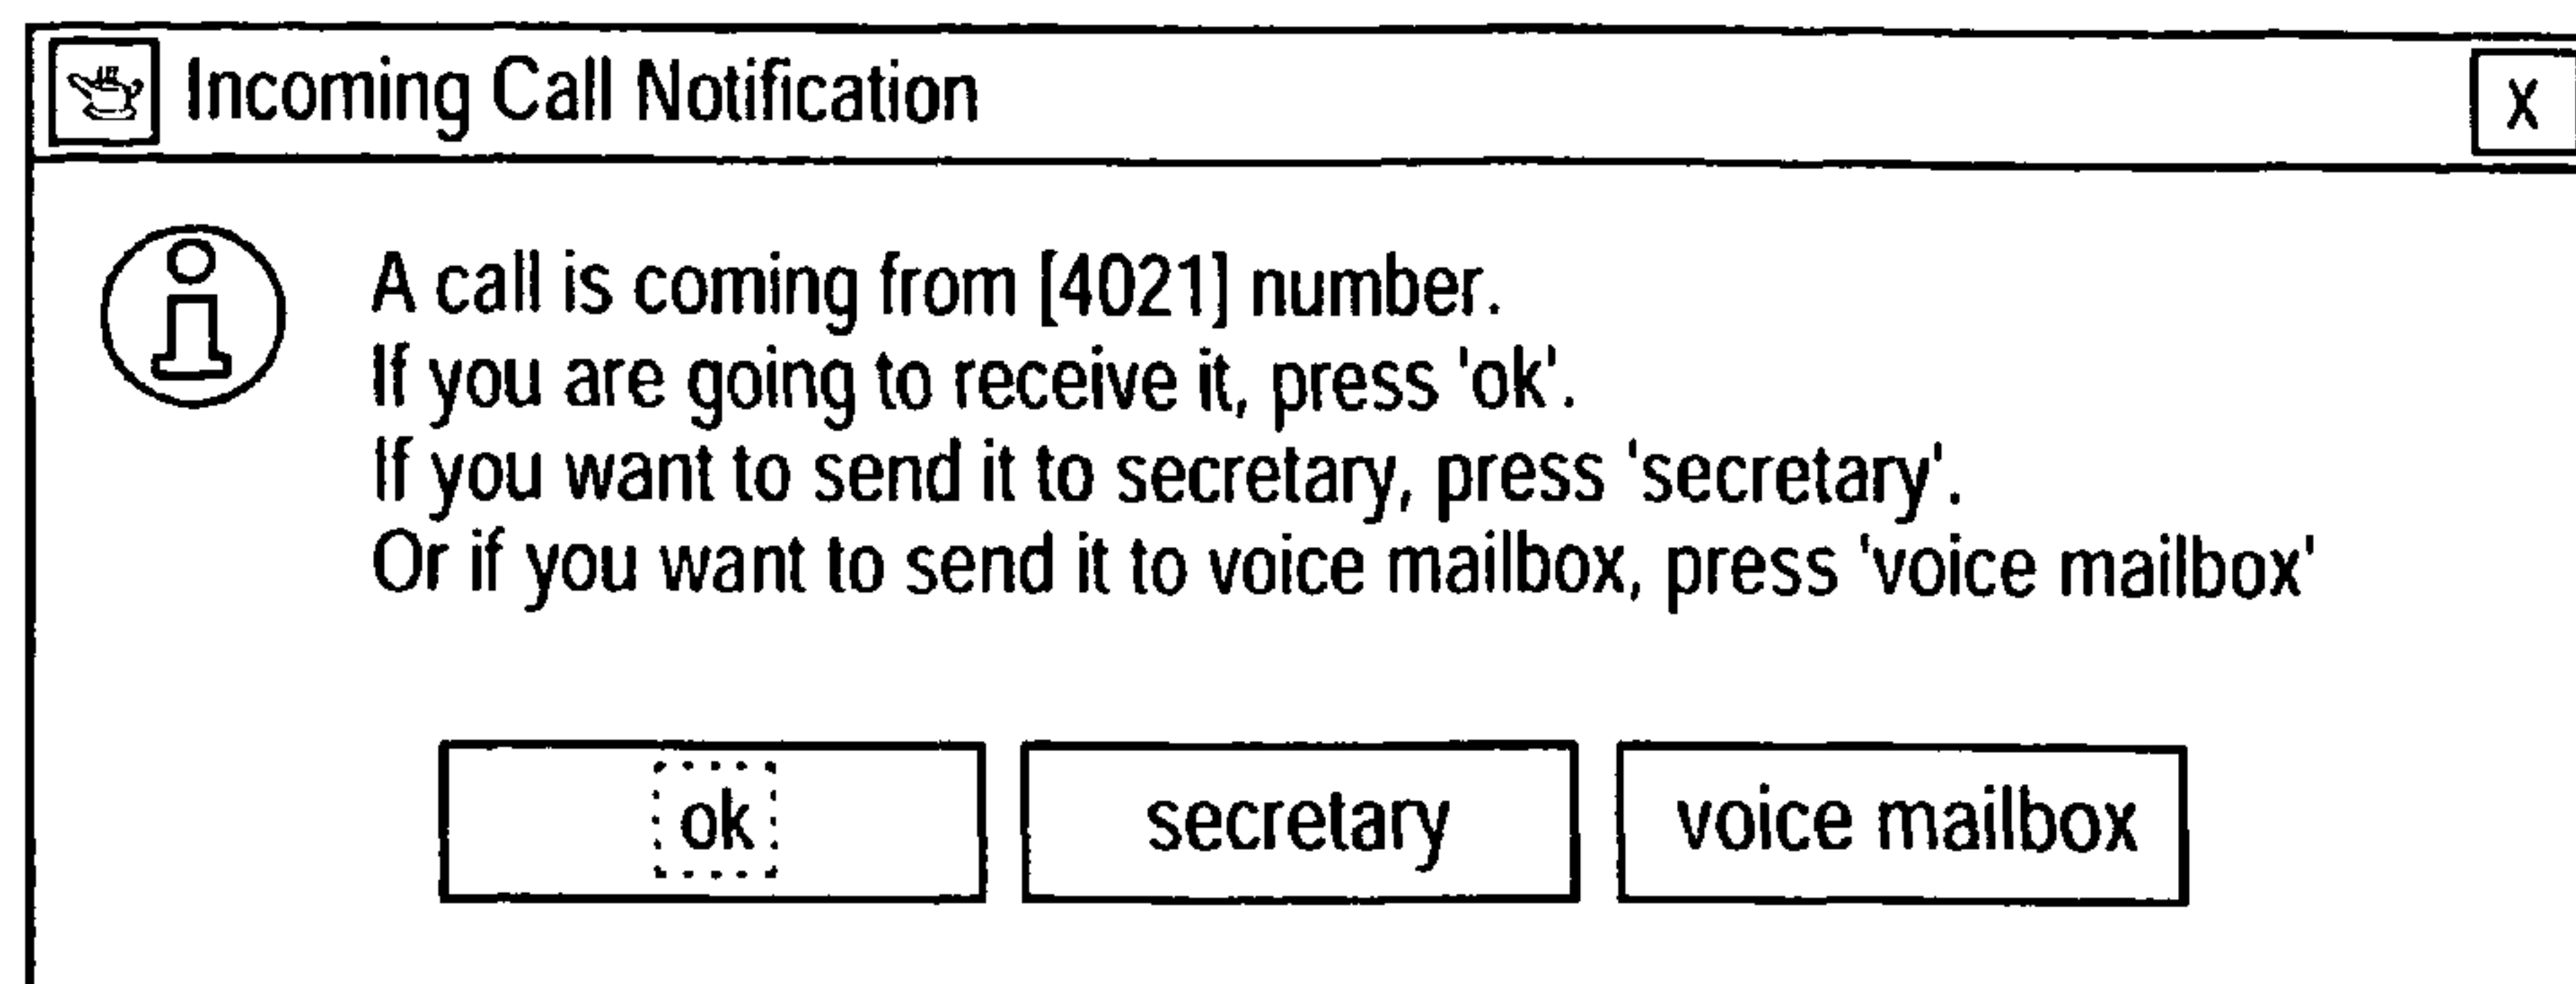 Incoming Call Notification
X
A call is coming from [4021] number.
If you are going to receive it, press 'ok'.
If you want to send it to secretary, press 'secretary'.
Or if you want to send it to voice mailbox, press 'voice mailbox'
ok
secretary
voice mailbox